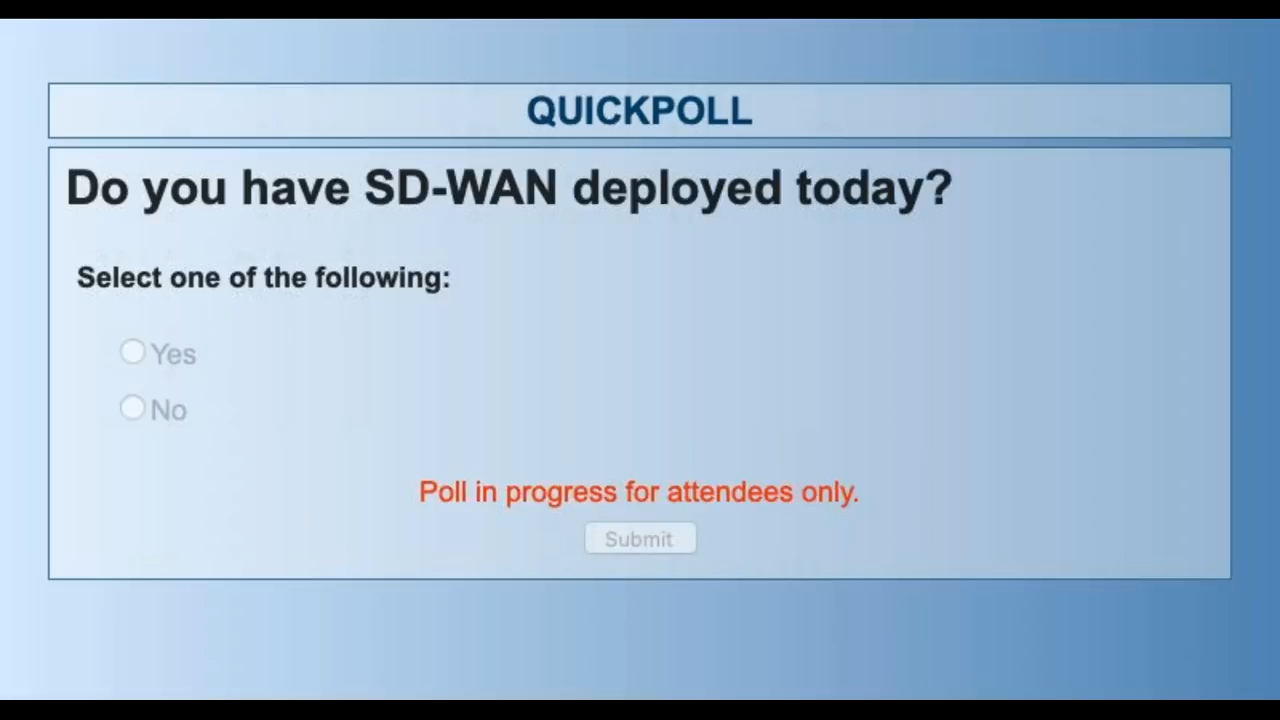 QUICKPOLL
Do you have SD-WAN deployed today?
Select one of the following:
Yes
No
Poll in progress for attendees only.
Submit